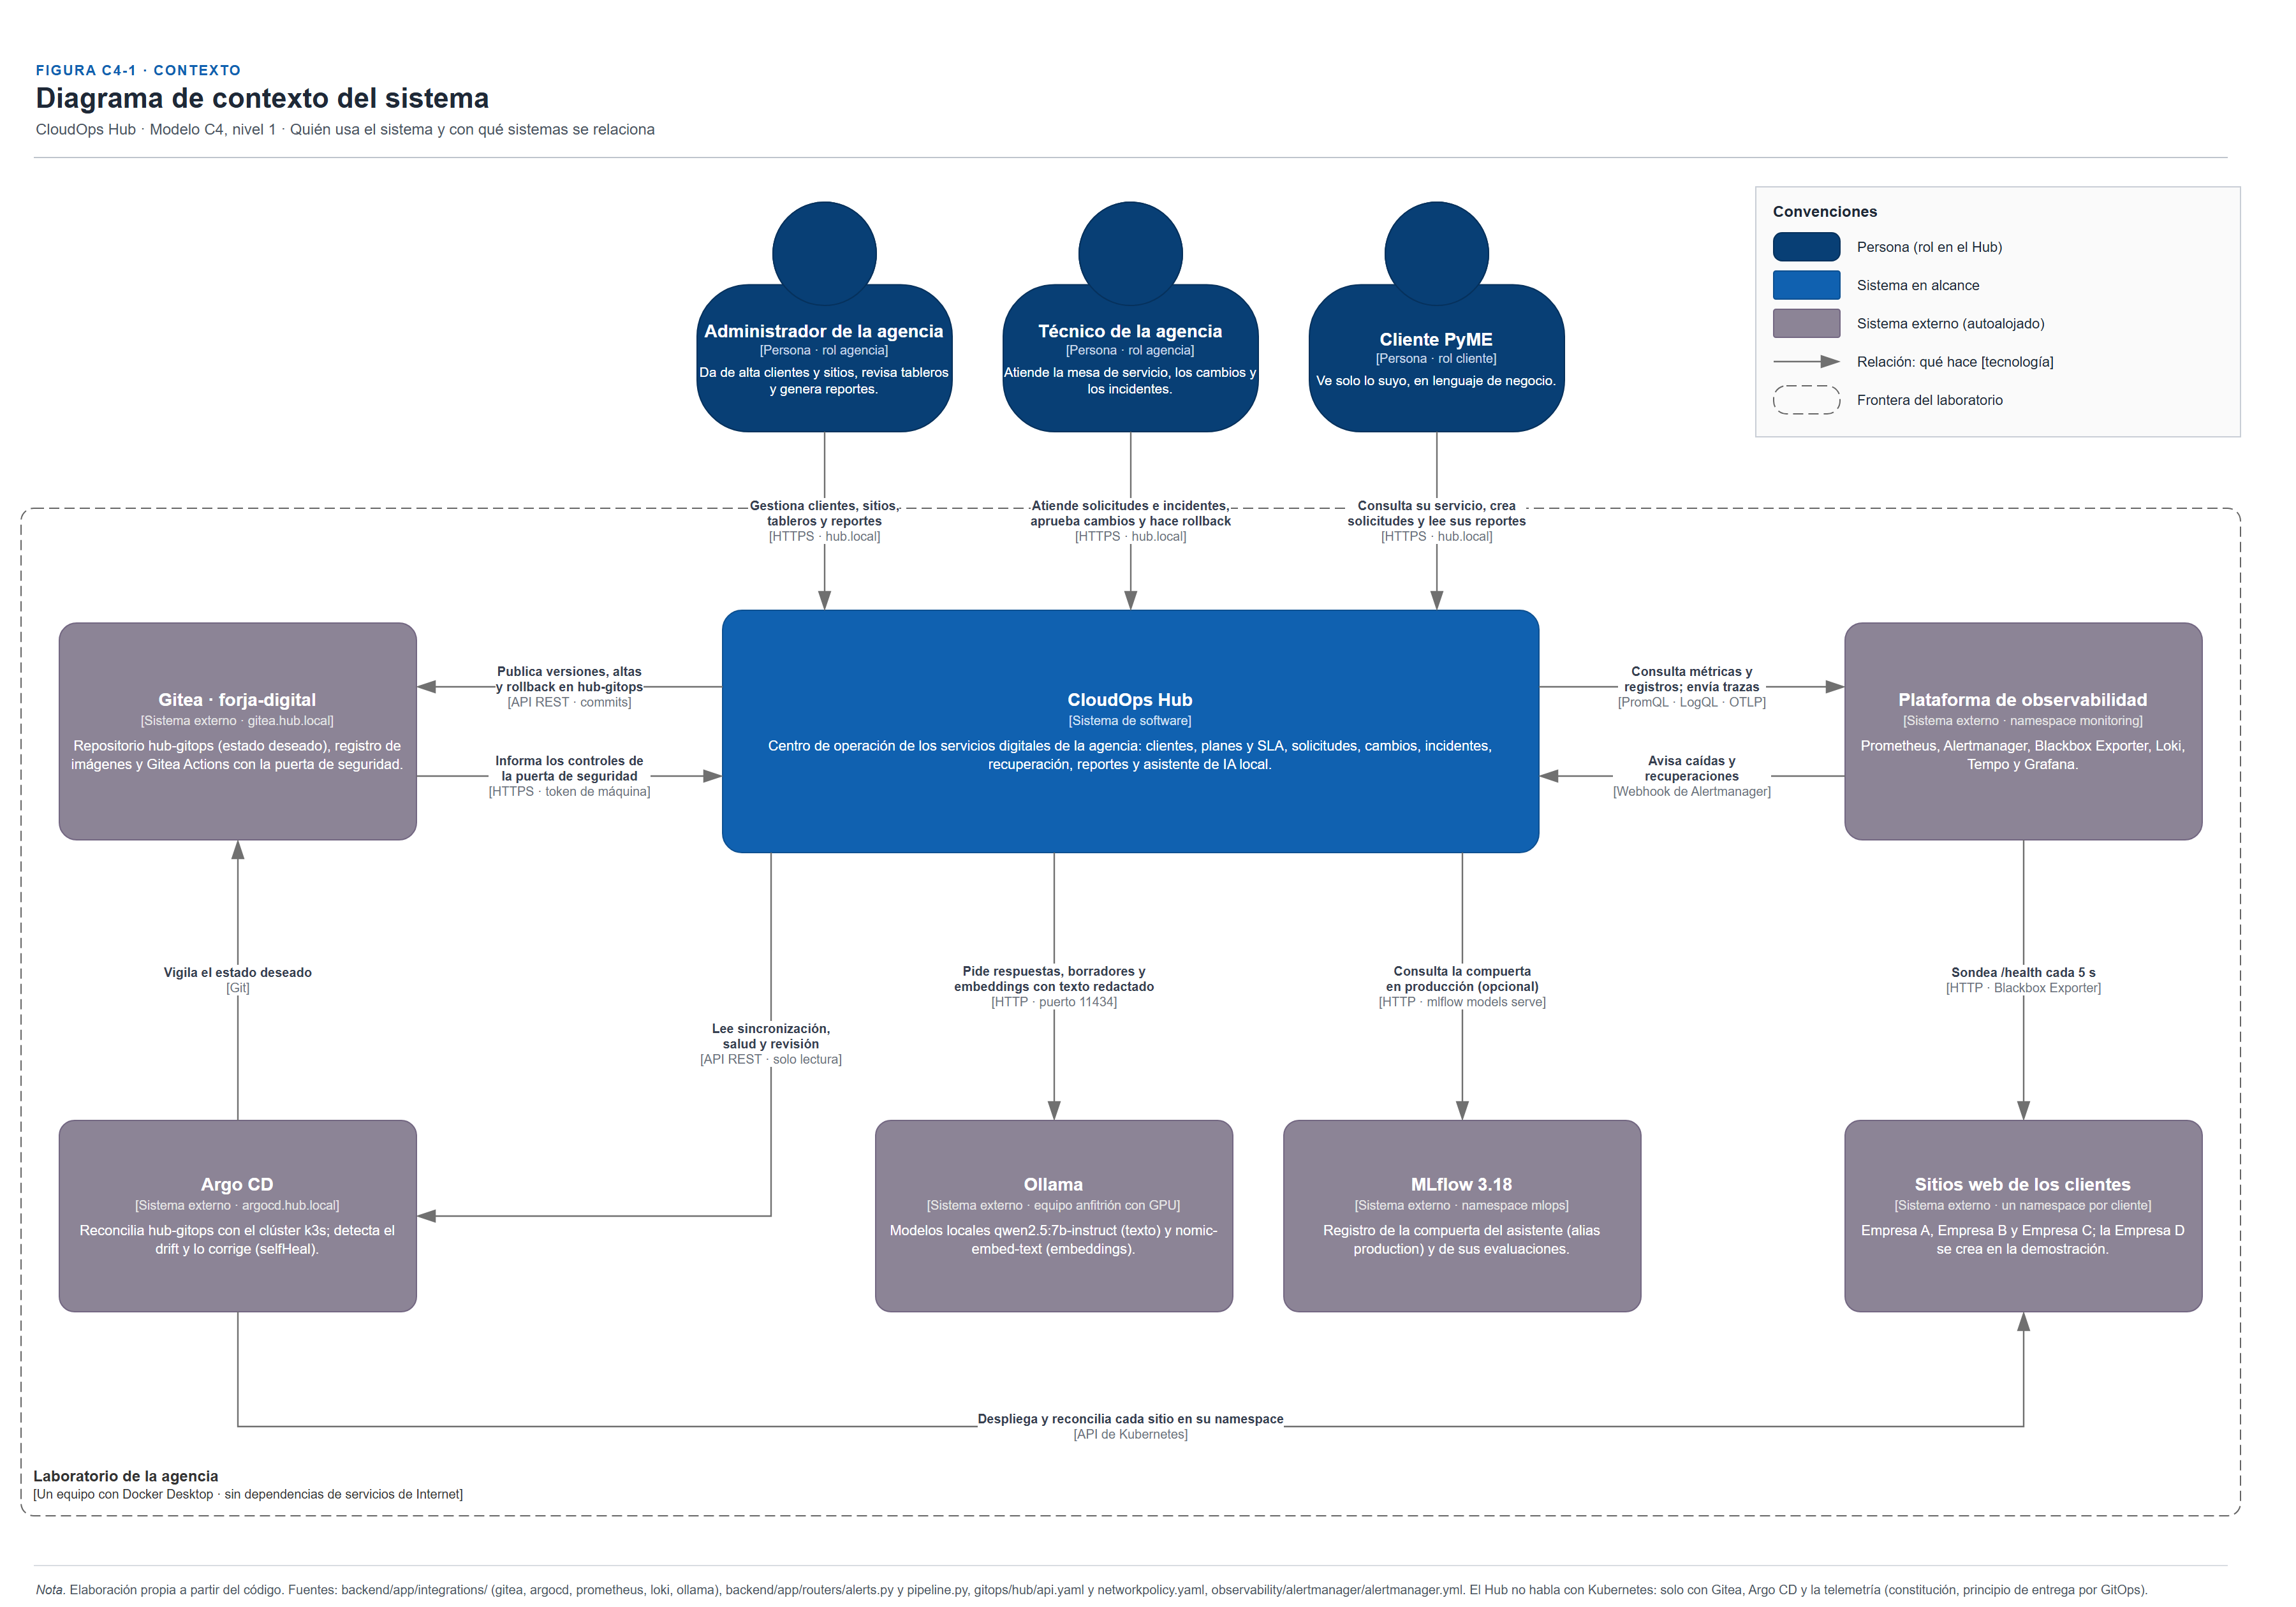 FIGURA C4-1 · CONTEXTO
Diagrama de contexto del sistema
CloudOps Hub · Modelo C4, nivel 1 · Quién usa el sistema y con qué sistemas se relaciona
Convenciones
Persona (rol en el Hub)
Sistema en alcance
Sistema externo (autoalojado)
Relación: qué hace [tecnología]
Frontera del laboratorio
Administrador de la agencia
[Persona · rol agencia]
Da de alta clientes y sitios, revisa tableros
y genera reportes.
Técnico de la agencia
[Persona · rol agencia]
Atiende la mesa de servicio, los cambios y
los incidentes.
Cliente PyME
[Persona · rol cliente]
Ve solo lo suyo, en lenguaje de negocio.
Gestiona clientes, sitios,
tableros y reportes
[HTTPS · hub.local]
Atiende solicitudes e incidentes,
aprueba cambios y hace rollback
[HTTPS · hub.local]
Consulta su servicio, crea
solicitudes y lee sus reportes
[HTTPS · hub.local]
Gitea · forja-digital
[Sistema externo · gitea.hub.local]
Repositorio hub-gitops (estado deseado), registro de
imágenes y Gitea Actions con la puerta de seguridad.
Publica versiones, altas
y rollback en hub-gitops
[API REST · commits]
Informa los controles de
la puerta de seguridad
[HTTPS · token de máquina]
CloudOps Hub
[Sistema de software]
Centro de operación de los servicios digitales de la agencia: clientes, planes y SLA, solicitudes, cambios, incidentes,
recuperación, reportes y asistente de IA local.
Consulta métricas y
registros; envía trazas
[PromQL · LogQL · OTLP]
Avisa caídas y
recuperaciones
[Webhook de Alertmanager]
Plataforma de observabilidad
[Sistema externo · namespace monitoring]
Prometheus, Alertmanager, Blackbox Exporter, Loki,
Tempo y Grafana.
Vigila el estado deseado
[Git]
Lee sincronización,
salud y revisión
[API REST · solo lectura]
Pide respuestas, borradores y
embeddings con texto redactado
[HTTP · puerto 11434]
Consulta la compuerta
en producción (opcional)
[HTTP · mlflow models serve]
Sondea /health cada 5 s
[HTTP · Blackbox Exporter]
Argo CD
[Sistema externo · argocd.hub.local]
Reconcilia hub-gitops con el clúster k3s; detecta el
drift y lo corrige (selfHeal).
Ollama
[Sistema externo · equipo anfitrión con GPU]
Modelos locales qwen2.5:7b-instruct (texto) y nomic-
embed-text (embeddings).
MLflow 3.18
[Sistema externo · namespace mlops]
Registro de la compuerta del asistente (alias
production) y de sus evaluaciones.
Sitios web de los clientes
[Sistema externo · un namespace por cliente]
Empresa A, Empresa B y Empresa C; la Empresa D
se crea en la demostración.
Despliega y reconcilia cada sitio en su namespace
[API de Kubernetes]
Laboratorio de la agencia
[Un equipo con Docker Desktop · sin dependencias de servicios de Internet]
Nota. Elaboración propia a partir del código. Fuentes: backend/app/integrations/ (gitea, argocd, prometheus, loki, ollama), backend/app/routers/alerts.py y pipeline.py, gitops/hub/api.yaml y networkpolicy.yaml, observability/alertmanager/alertmanager.yml. El Hub no habla con Kubernetes: solo con Gitea, Argo CD y la telemetría (constitución, principio de entrega por GitOps).